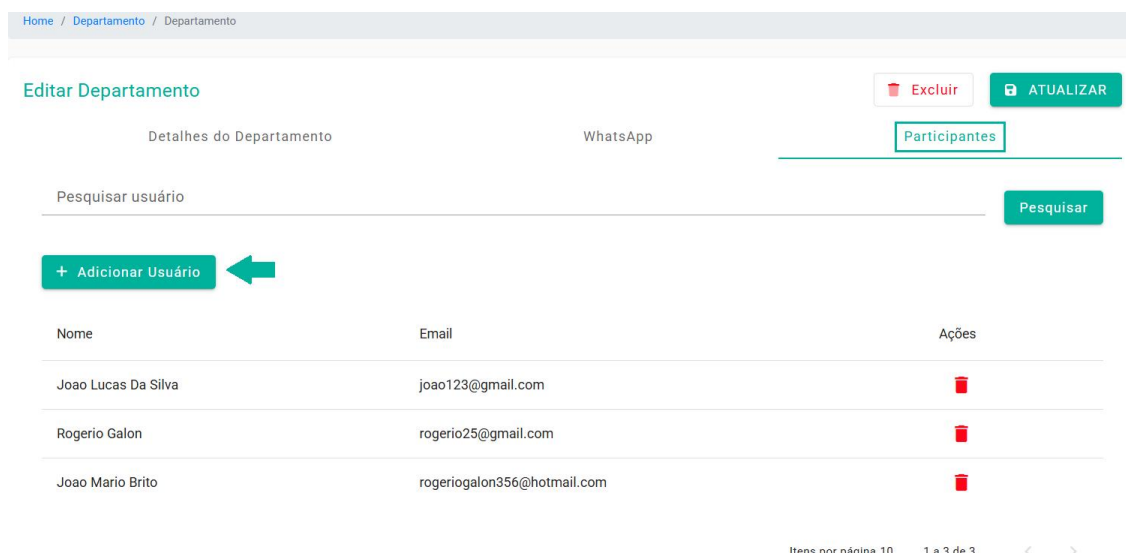 Home / Departamento / Departamento
Editar Departamento
Excluir
ATUALIZAR
Detalhes do Departamento
WhatsApp
Participantes
Pesquisar usuário
Pesquisar
+ Adicionar Usuário
Nome Email Ações
Joao Lucas Da Silva joao123@gmail.com
Rogerio Galon rogerio25@gmail.com
Joao Mario Brito rogeriogalon356@hotmail.com
Itens por página 10 1 a 3 de 3 < >